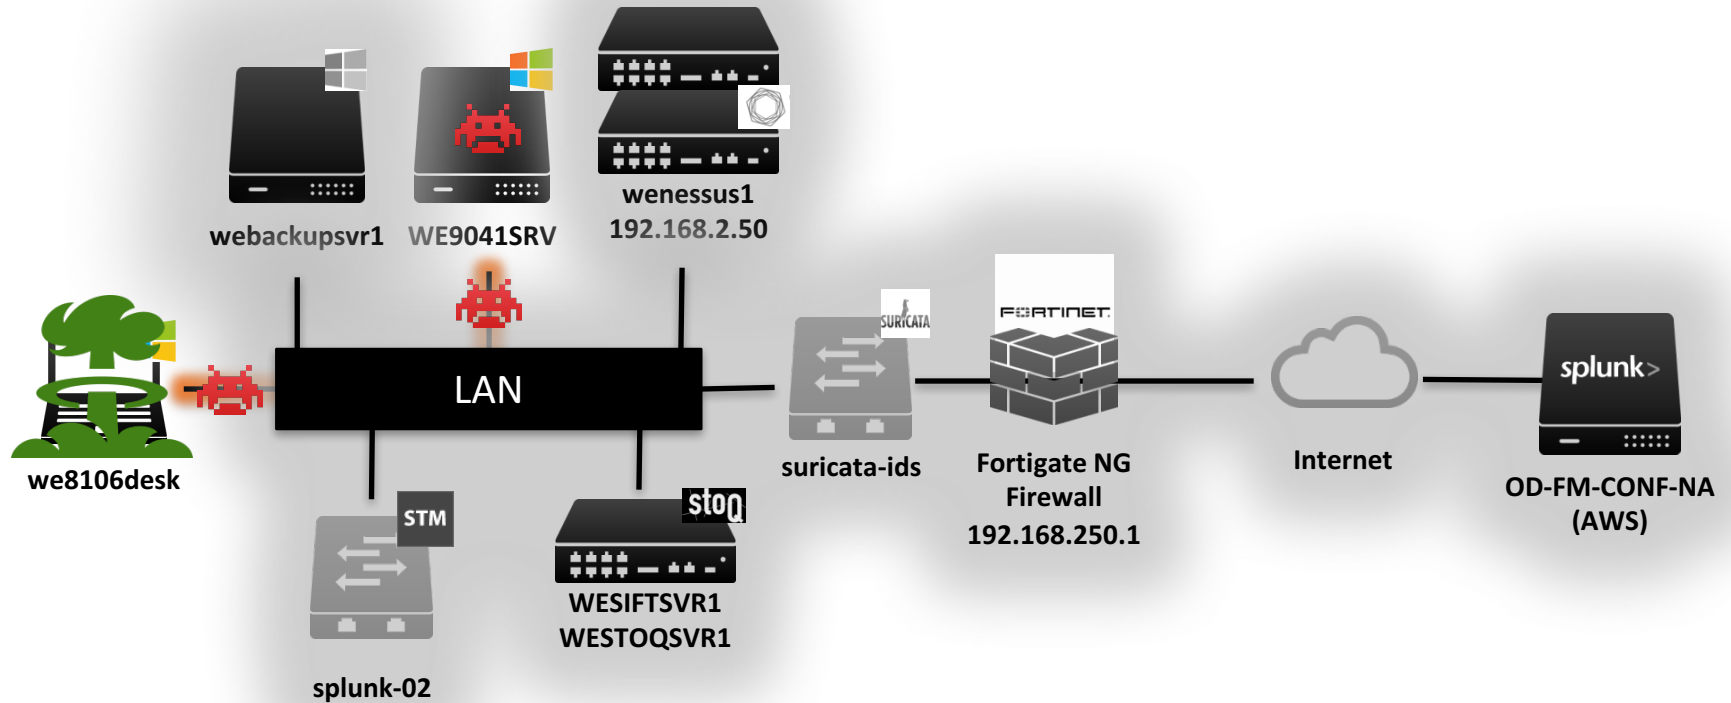 webackupsvr1
WE9041SRV
wenessus1
192.168.2.50
SURICATA
FORTINET
splunk>
LAN
we8106desk
suricata-ids
Fortigate NG
Firewall
192.168.250.1
Internet
OD-FM-CONF-NA
(AWS)
STM
stoQ
WESIFTSVR1
WESTOQSVR1
splunk-02